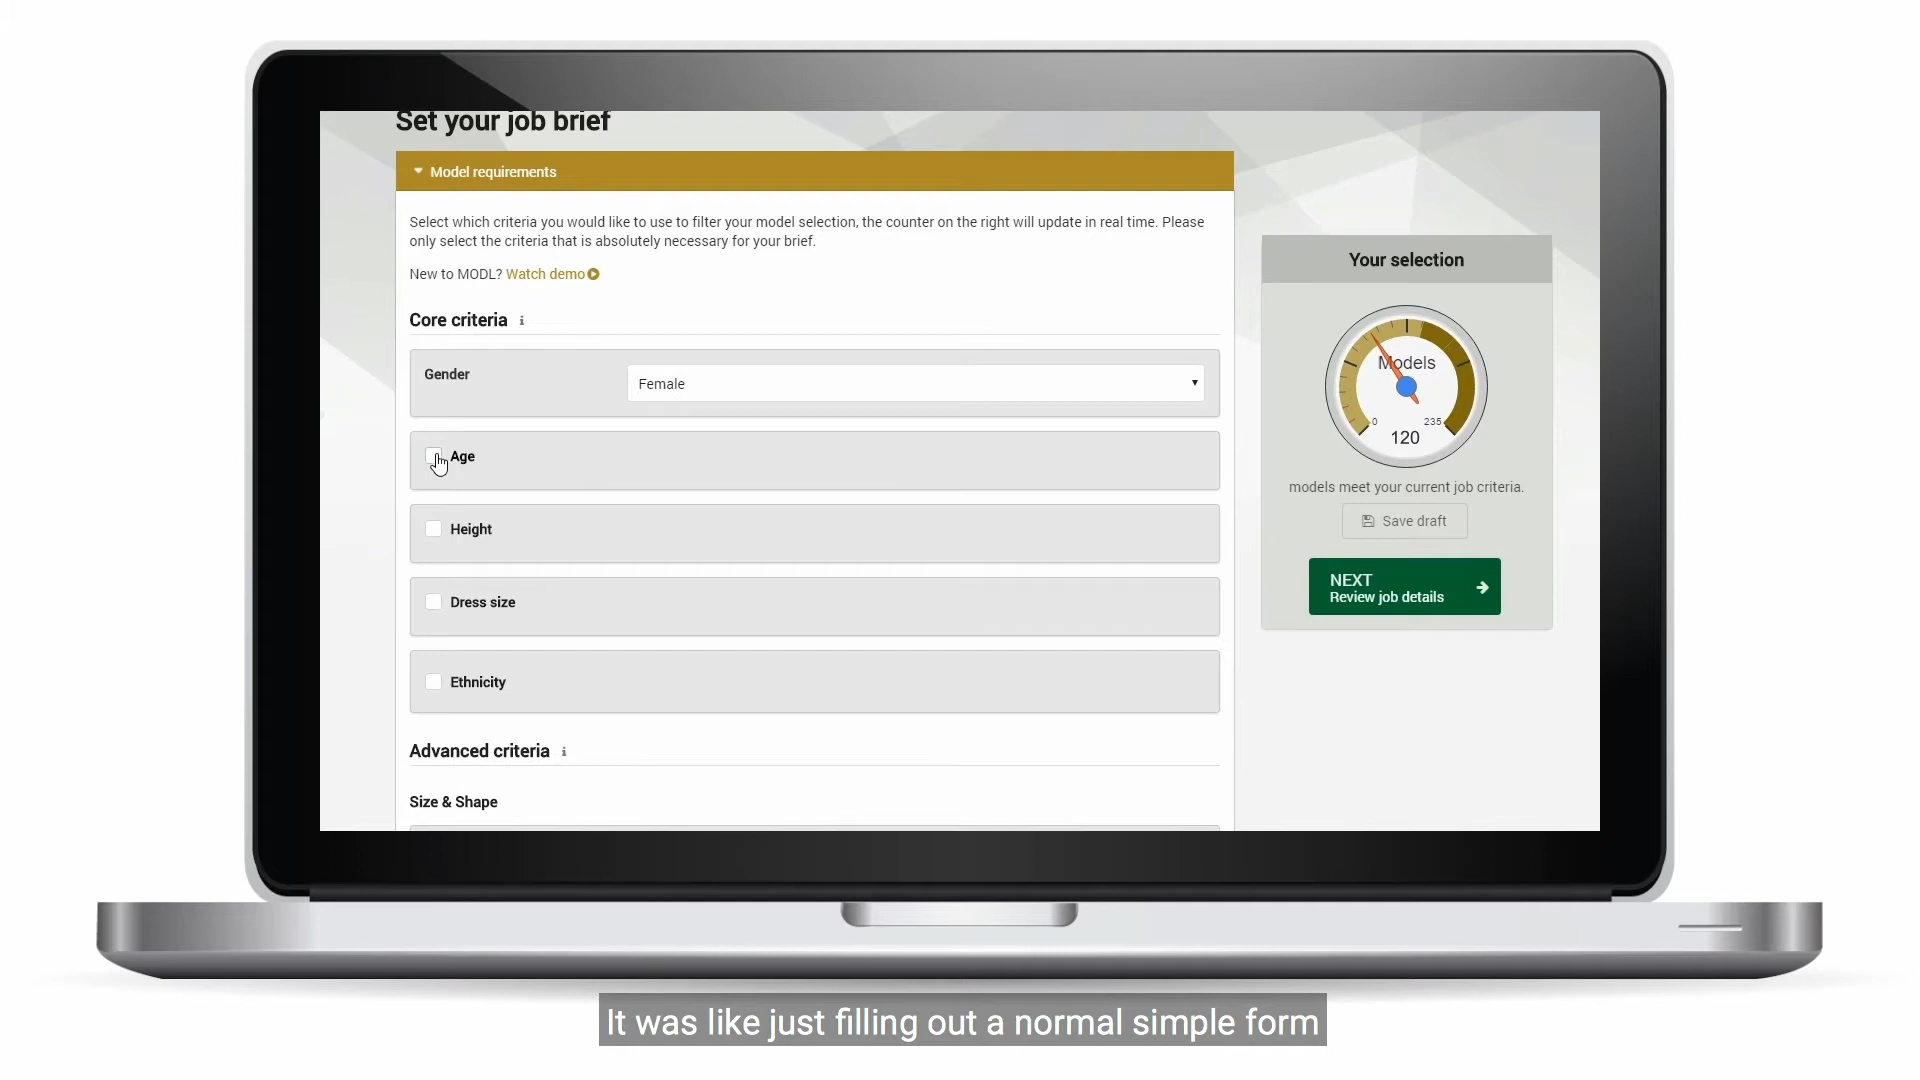 Set your job brief
Model requirements
Select which criteria you would like to use to filter your model selection, the counter on the right will update in real time. Please
only select the criteria that is absolutely necessary for your brief.
New to MODL? Watch demo
Core criteria
Gender
Female
Age
Height
Dress size
Ethnicity
Advanced criteria
Size & Shape
Your selection
Models
0
235
120
models meet your current job criteria.
Save draft
NEXT
Review job details
It was like just filling out a normal simple form